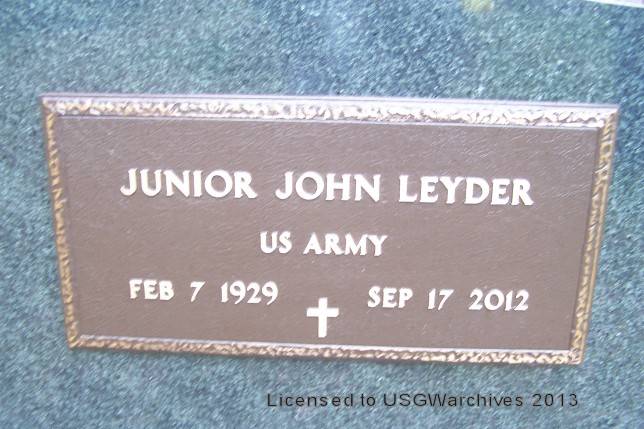 JUNIOR JOHN LEYDER
US ARMY
FEB 7 1929 SEP 17 2012
Licensed to USGWarchives 2013